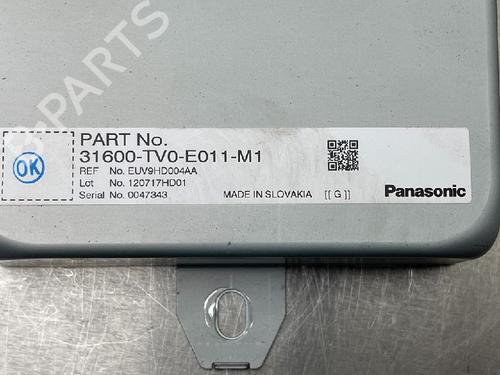 B-PARTS
OK
PART No.
31600-TV0-E011-M1
REF No. EUV9HD004AA
Lot No. 120717HD01
Serial No. 0047343
MADE IN SLOVAKIA [[ G ]]
Panasonic